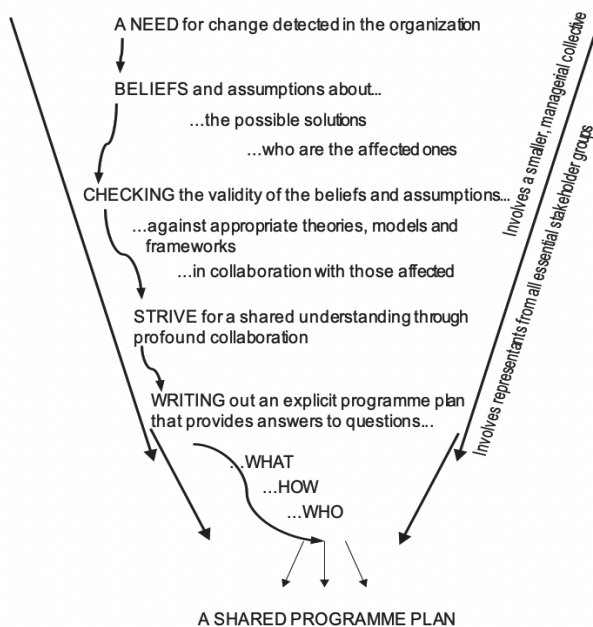 A NEED for change detected in the organization
BELIEFS and assumptions about...
...the possible solutions
...who are the affected ones
CHECKING the validity of the beliefs and assumptions...
...against appropriate theories, models and
frameworks
...in collaboration with those affected
STRIVE for a shared understanding through
profound collaboration
WRITING out an explicit programme plan
that provides answers to questions...
...WHAT
...HOW
...WHO
A SHARED PROGRAMME PLAN
Involves a smaller, managerial collective
Involves representants from all essential stakeholder groups